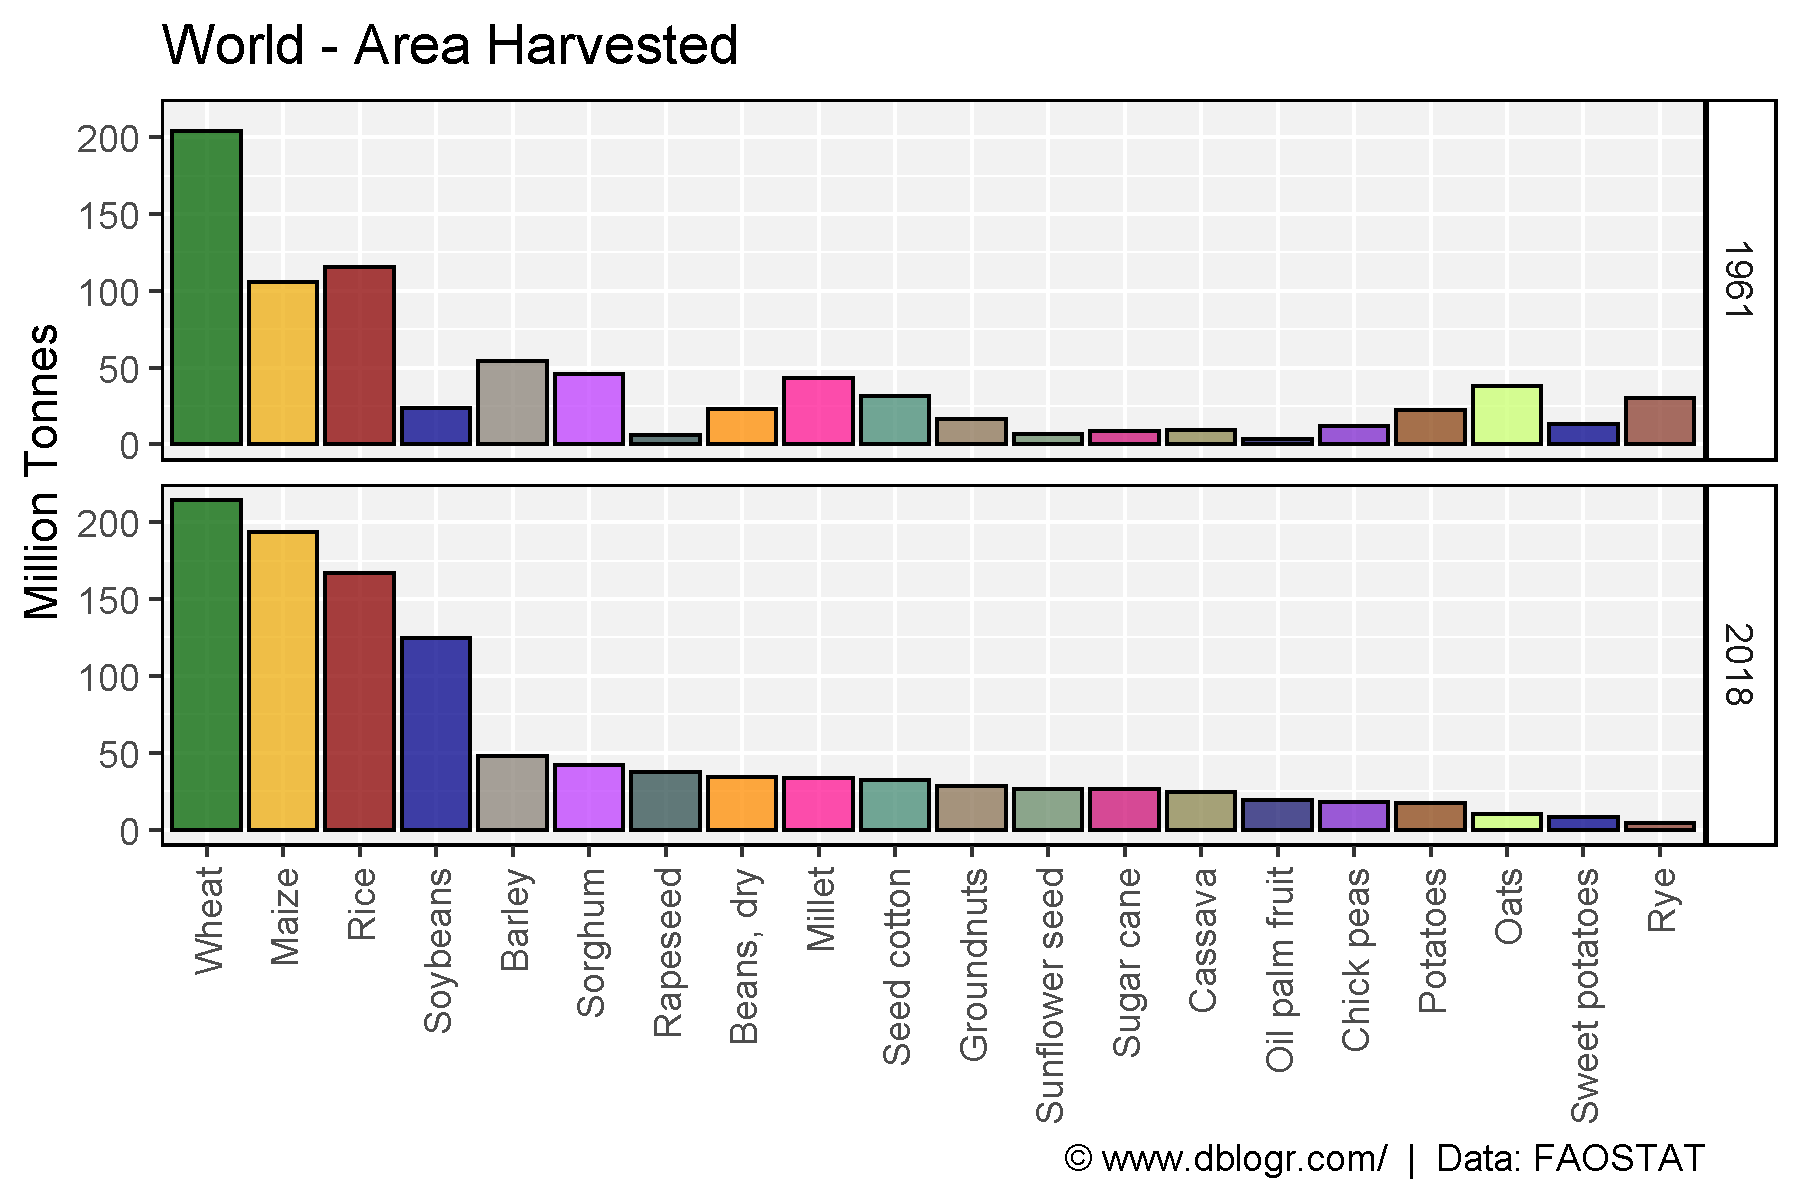 World - Area Harvested
Million Tonnes
200
150
100
50
0
1961
200
150
100
50
0
2018
Wheat
Maize
Rice
Soybeans
Barley
Sorghum
Rapeseed
Beans, dry
Millet
Seed cotton
Groundnuts
Sunflower seed
Sugar cane
Cassava
Oil palm fruit
Chick peas
Potatoes
Oats
Sweet potatoes
Rye
© www.dblogr.com/ | Data: FAOSTAT